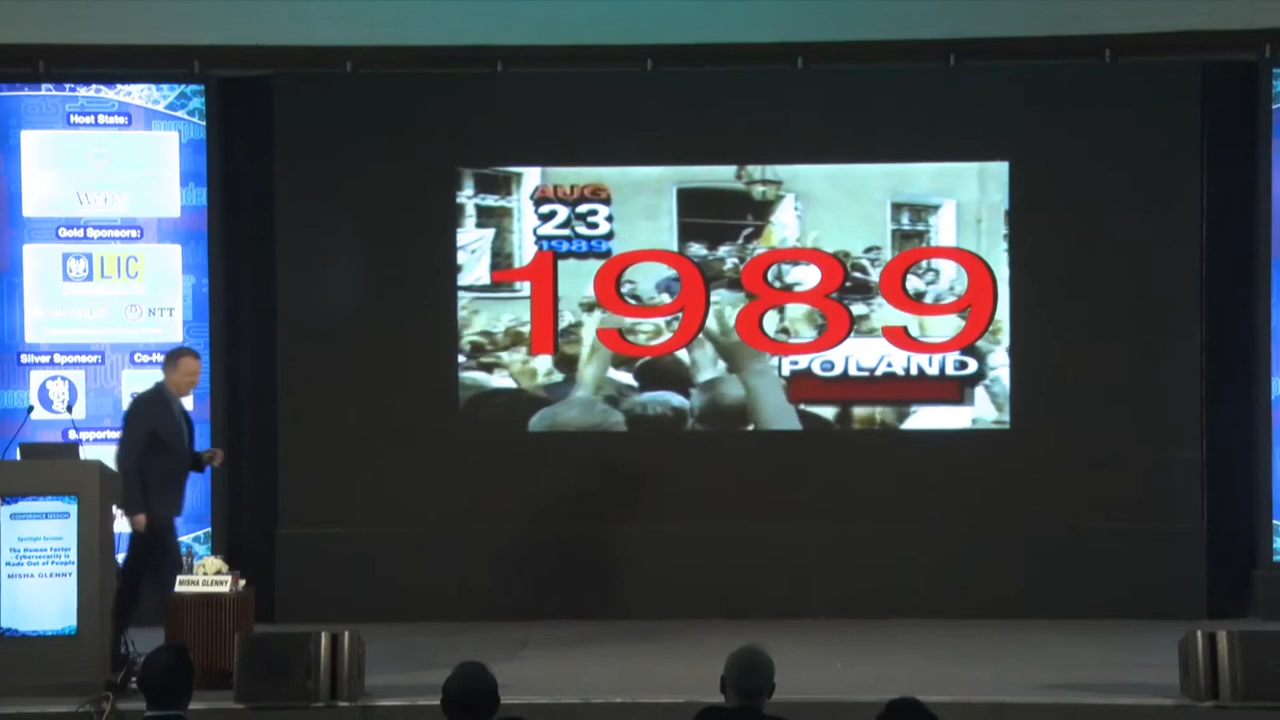 Host State:
Gold Sponsors:
LIC
NTT
Silver Sponsor:
AUG
23
1989
1989
POLAND
CONFERENCE SESSION
Spotlight Session
The Human Factor
- Cybersecurity is
Made Out of People
MISHA GLENNY
MISHA GLENNY